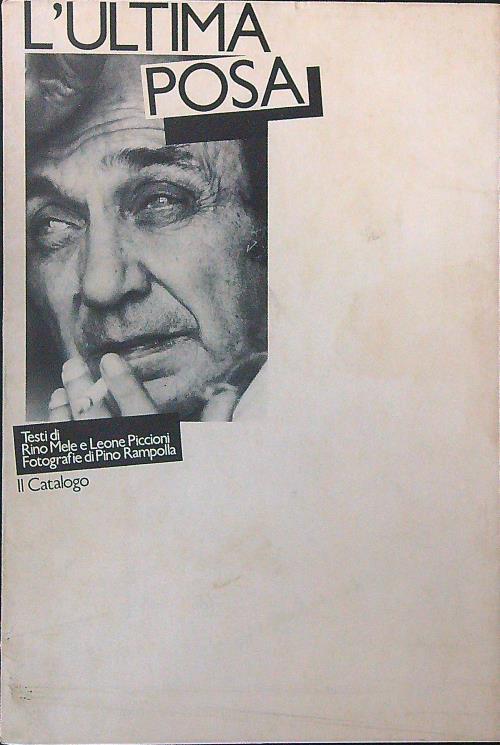 L'ULTIMA
POSA
Testi di
Rino Mele e Leone Piccioni
Fotografie di Pino Rampolla
Il Catalogo